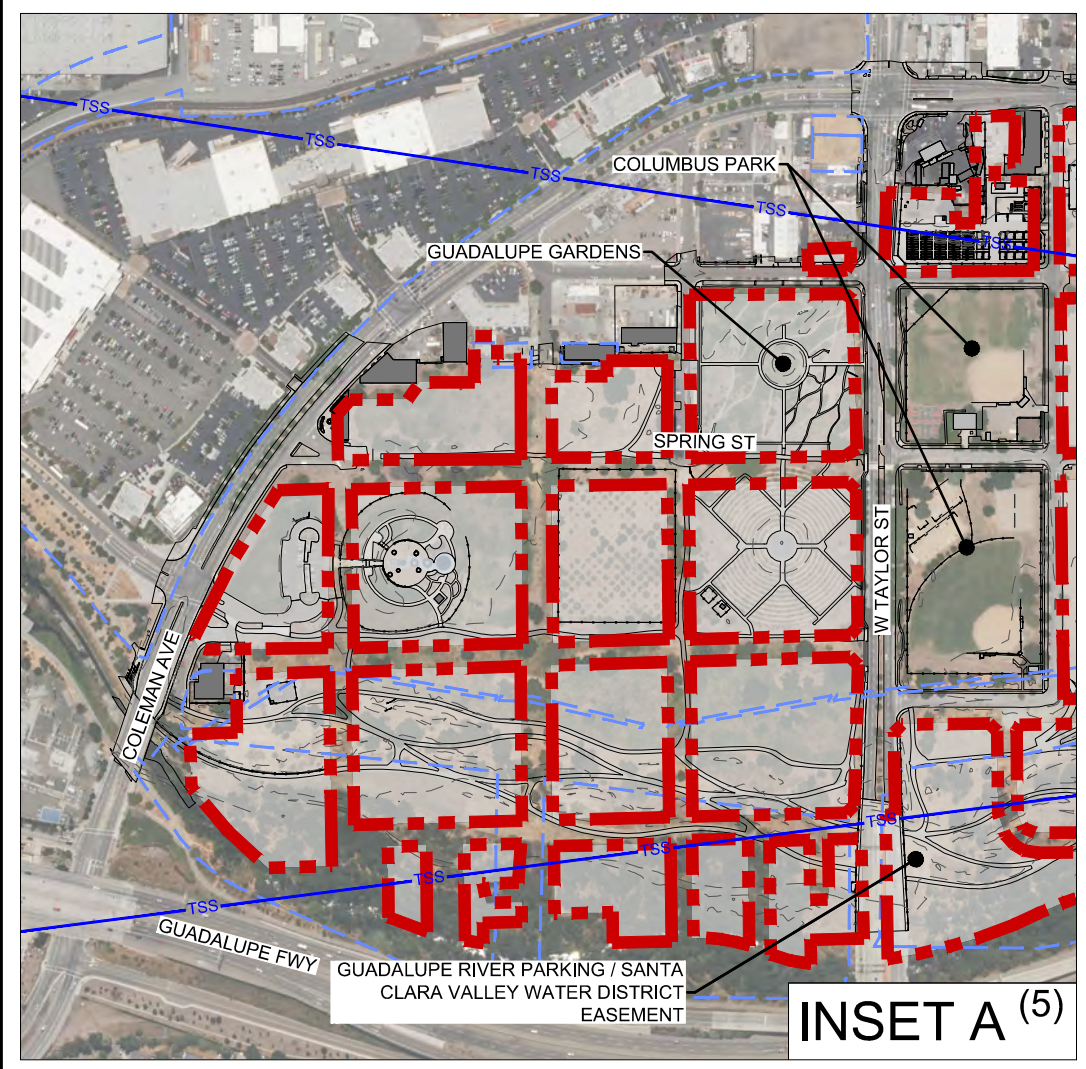 TSS
TSS
TSS
TSS
TSS
COLUMBUS PARK
GUADALUPE GARDENS
SPRING ST
W TAYLOR ST
COLEMAN AVE
TSS
TSS
TSS
TSS
GUADALUPE FWY
GUADALUPE RIVER PARKING / SANTA
CLARA VALLEY WATER DISTRICT
EASEMENT
INSET A (5)